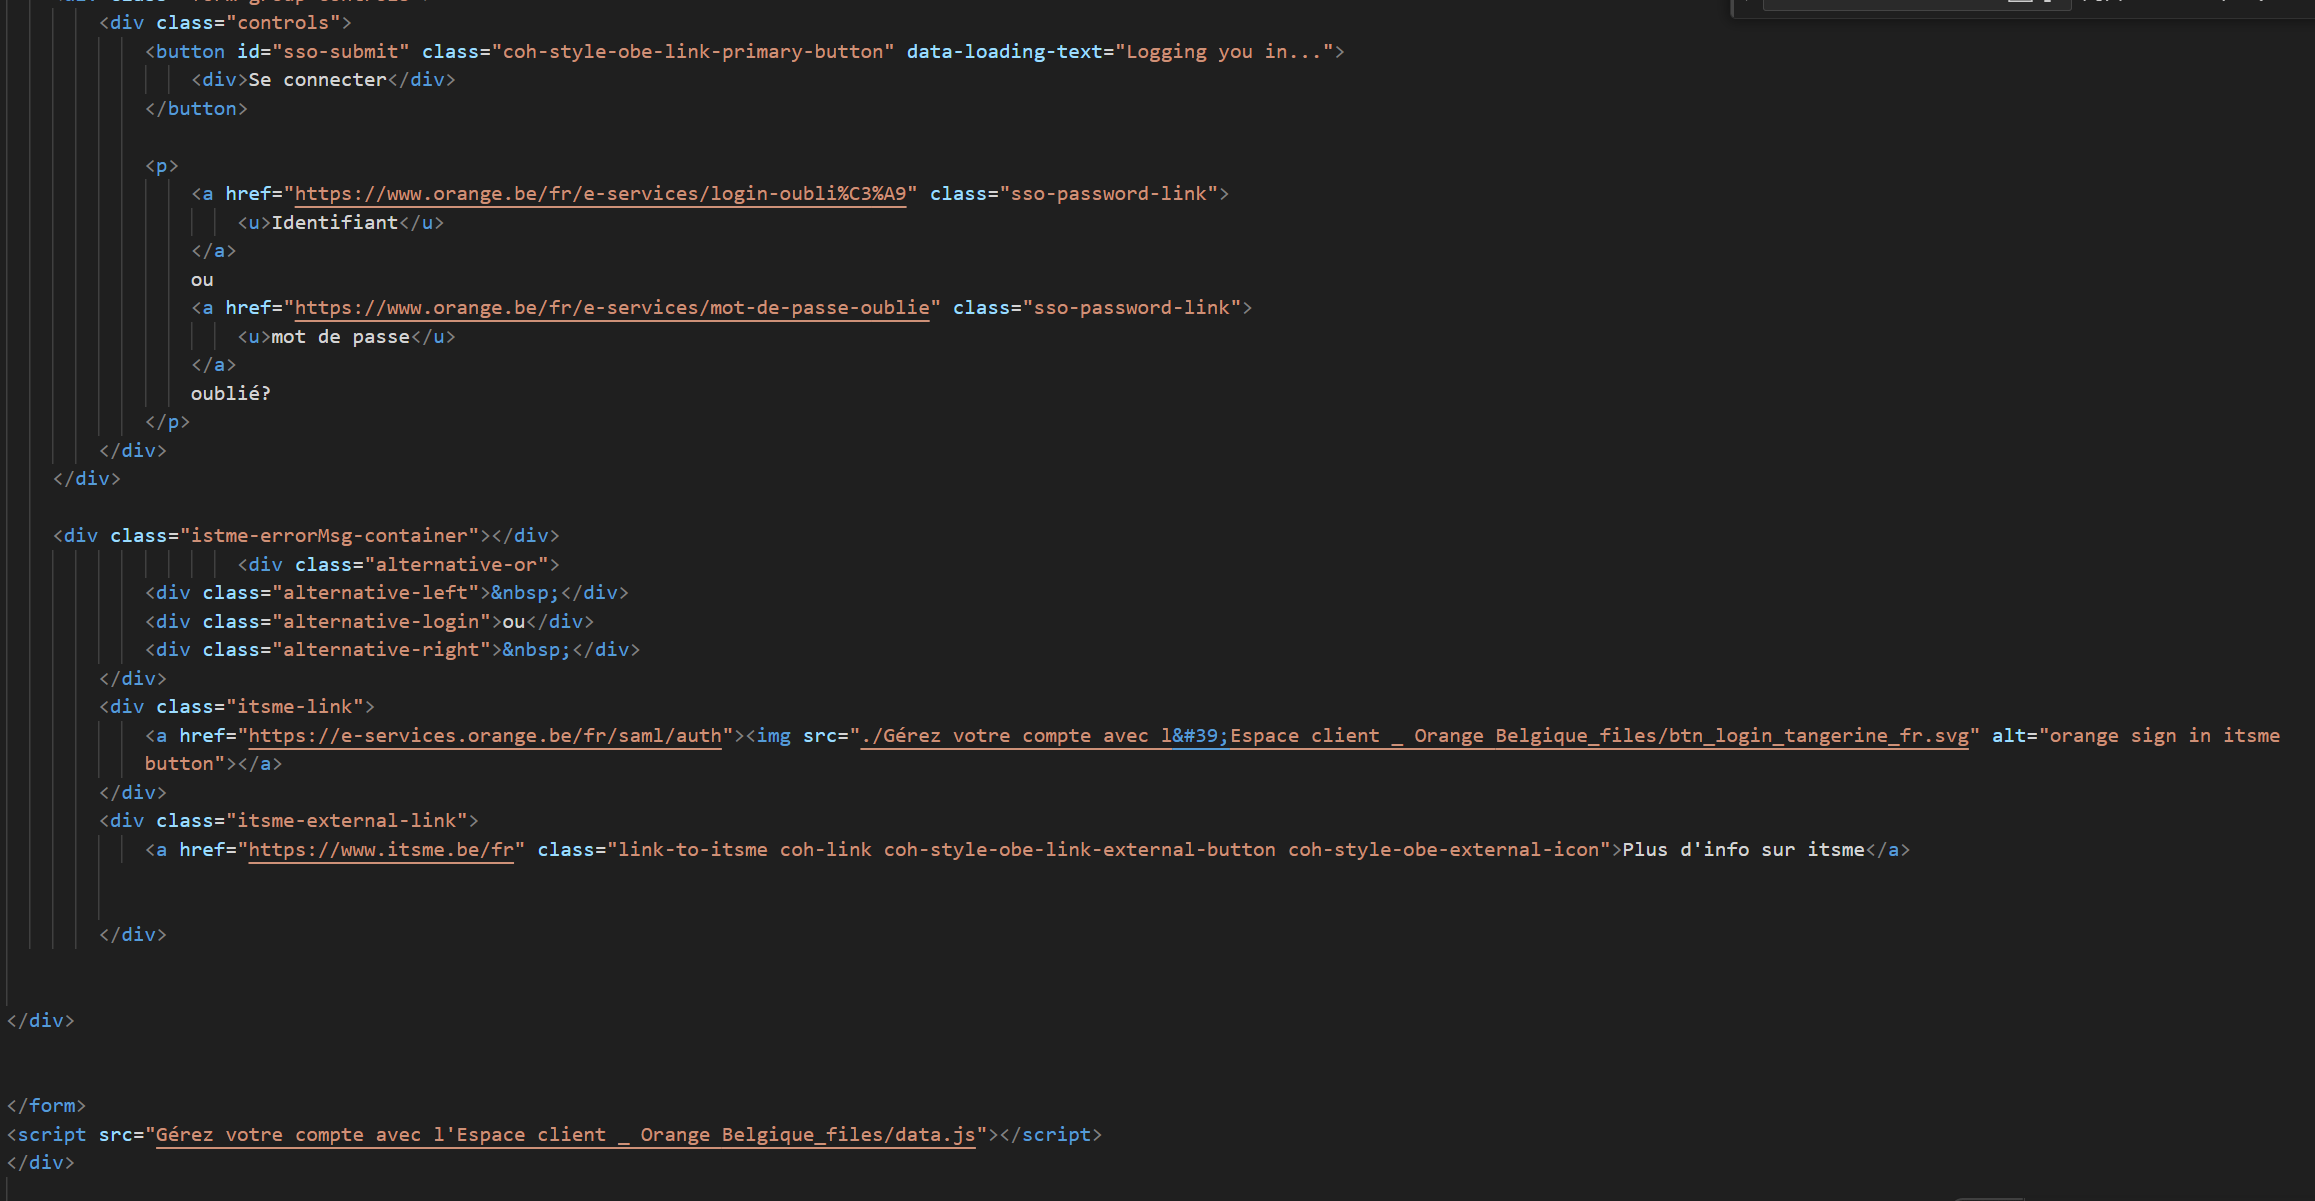 <div class="controls">
<button id="sso-submit" class="coh-style-obe-link-primary-button" data-loading-text="Logging you in...">
<div>Se connecter</div>
</button>
<p>
<a href="https://www.orange.be/fr/e-services/login-oubli%C3%A9" class="sso-password-link">
<u>Identifiant</u>
</a>
ou
<a href="https://www.orange.be/fr/e-services/mot-de-passe-oublie" class="sso-password-link">
<u>mot de passe</u>
</a>
oublié?
</p>
</div>
</div>
<div class="istme-errorMsg-container"></div>
<div class="alternative-or">
<div class="alternative-left">&nbsp;</div>
<div class="alternative-login">ou</div>
<div class="alternative-right">&nbsp;</div>
</div>
<div class="itsme-link">
<a href="https://e-services.orange.be/fr/saml/auth"><img src="./Gérez votre compte avec l&#39;Espace client _ Orange Belgique_files/btn_login_tangerine_fr.svg" alt="orange sign in itsme
button"></a>
</div>
<div class="itsme-external-link">
<a href="https://www.itsme.be/fr" class="link-to-itsme coh-link coh-style-obe-link-external-button coh-style-obe-external-icon">Plus d'info sur itsme</a>
</div>
</div>
</form>
<script src="Gérez votre compte avec l'Espace client _ Orange Belgique_files/data.js"></script>
</div>